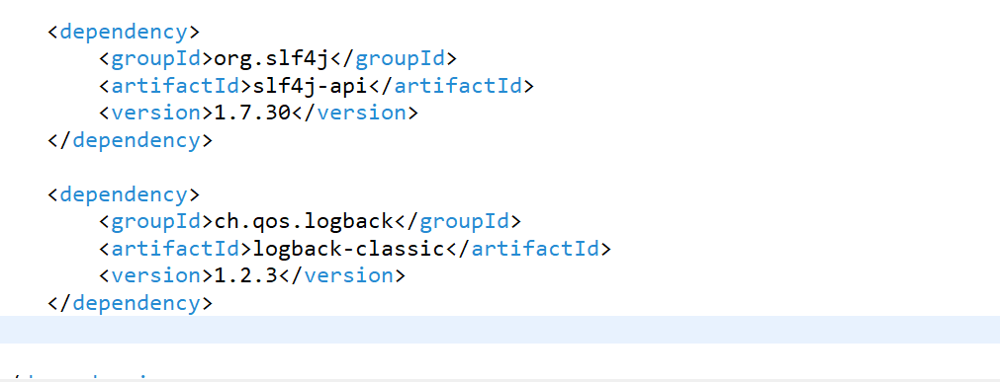 <dependency>
<groupId>org.slf4j</groupId>
<artifactId>slf4j-api</artifactId>
<version>1.7.30</version>
</dependency>
<dependency>
<groupId>ch.qos.logback</groupId>
<artifactId>logback-classic</artifactId>
<version>1.2.3</version>
</dependency>